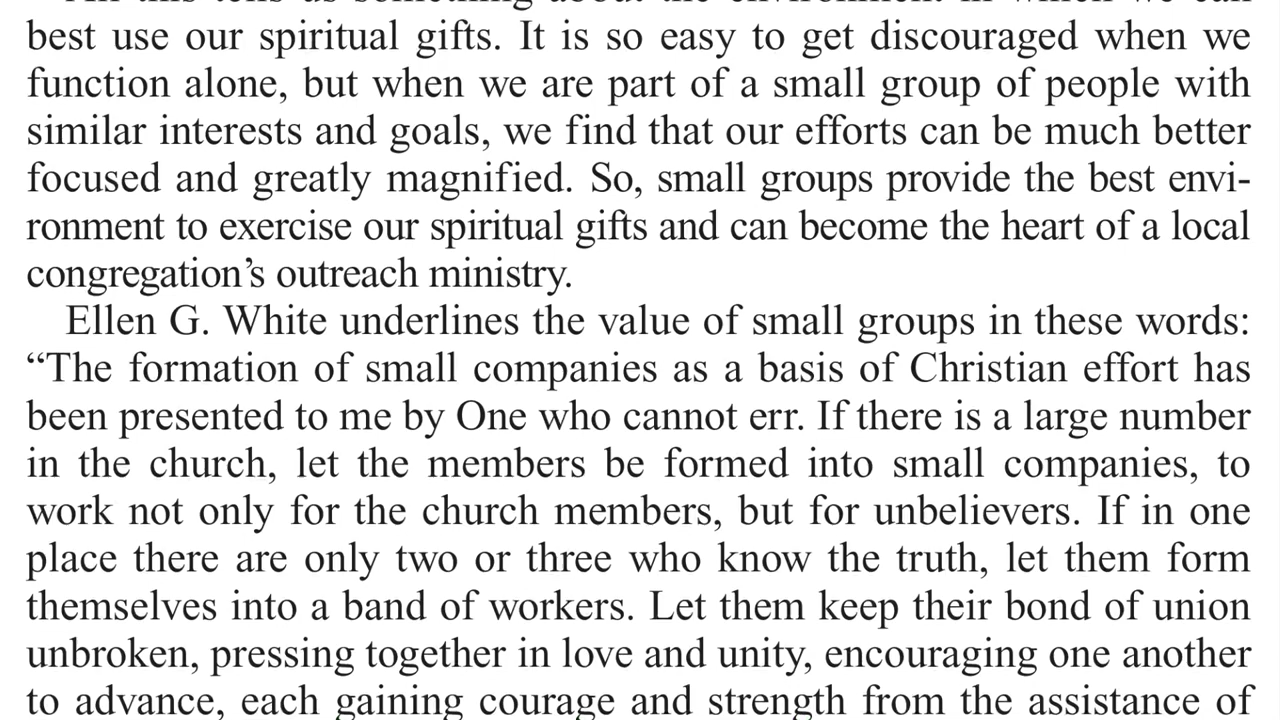 best use our spiritual gifts. It is so easy to get discouraged when we
function alone, but when we are part of a small group of people with
similar interests and goals, we find that our efforts can be much better
focused and greatly magnified. So, small groups provide the best envi-
ronment to exercise our spiritual gifts and can become the heart of a local
congregation’s outreach ministry.
Ellen G. White underlines the value of small groups in these words:
“The formation of small companies as a basis of Christian effort has
been presented to me by One who cannot err. If there is a large number
in the church, let the members be formed into small companies, to
work not only for the church members, but for unbelievers. If in one
place there are only two or three who know the truth, let them form
themselves into a band of workers. Let them keep their bond of union
unbroken, pressing together in love and unity, encouraging one another
to advance, each gaining courage and strength from the assistance of